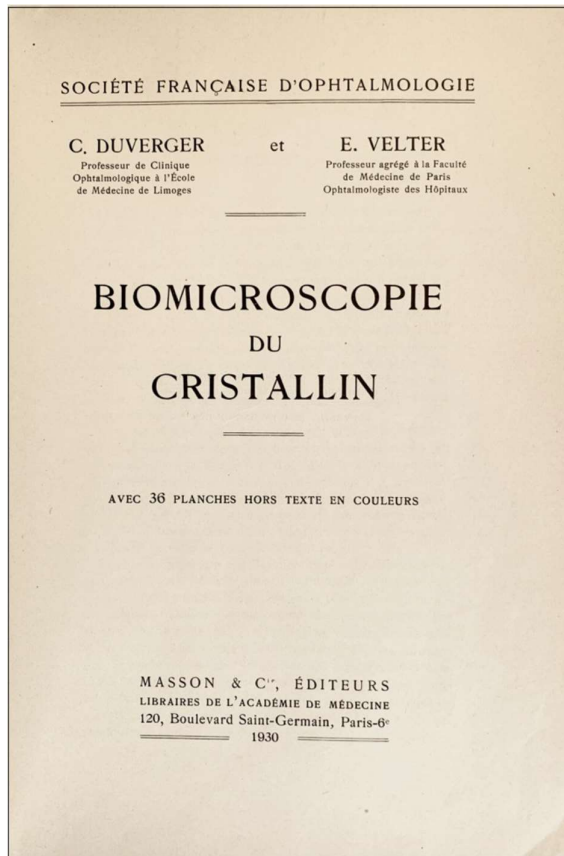 SOCIÉTÉ FRANÇAISE D'OPHTALMOLOGIE
C. DUVERGER et E. VELTER
Professeur de Clinique Professeur agrégé à la Faculté
Ophtalmologique à l'École de Médecine de Paris
de Médecine de Limoges Ophtalmologiste des Hôpitaux
BIOMICROSCOPIE
DU
CRISTALLIN
AVEC 36 PLANCHES HORS TEXTE EN COULEURS
MASSON & Cie, ÉDITEURS
LIBRAIRES DE L'ACADÉMIE DE MÉDECINE
120, Boulevard Saint-Germain, Paris-6e
1930